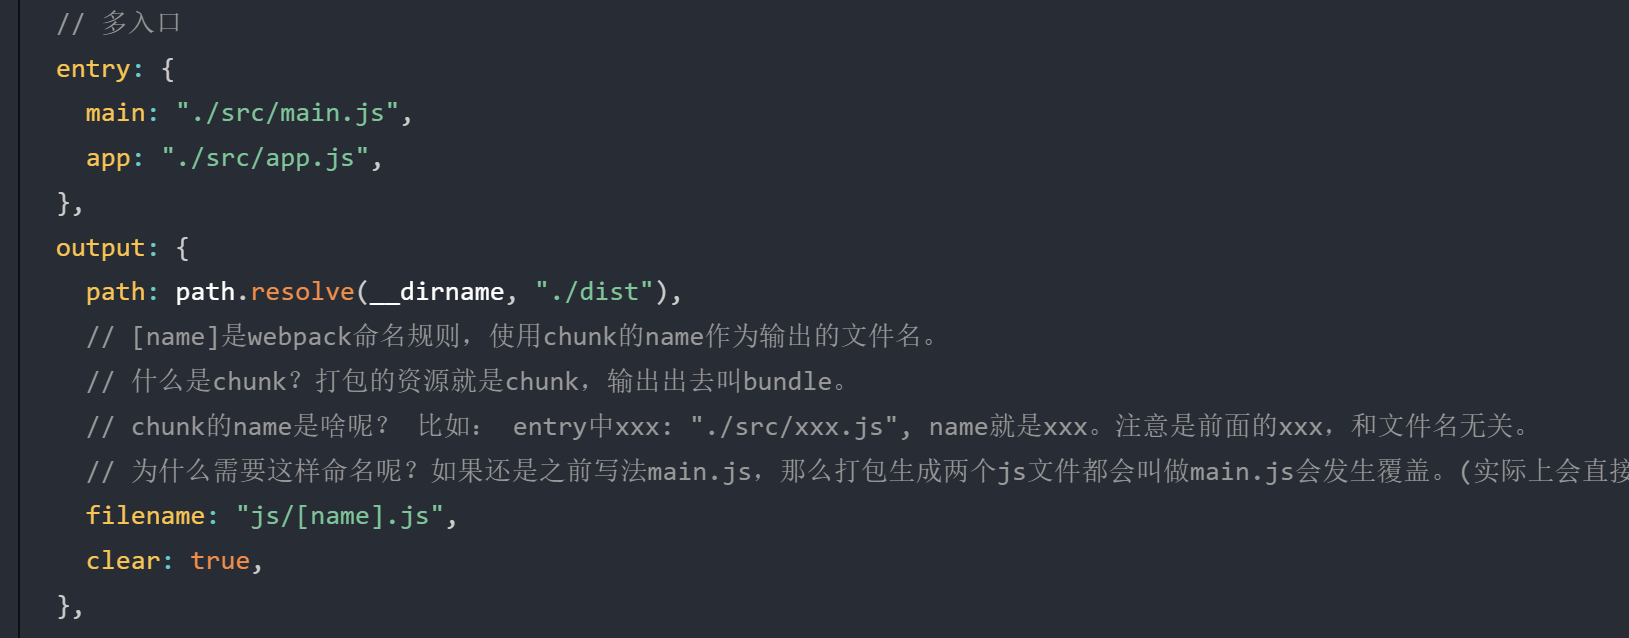 // 多入口
entry: {
main: "./src/main.js",
app: "./src/app.js",
},
output: {
path: path.resolve(__dirname, "./dist"),
// [name]是webpack命名规则，使用chunk的name作为输出的文件名。
// 什么是chunk？打包的资源就是chunk，输出出去叫bundle。
// chunk的name是啥呢？ 比如： entry中xxx: "./src/xxx.js", name就是xxx。注意是前面的xxx，和文件名无关。
// 为什么需要这样命名呢？如果还是之前写法main.js，那么打包生成两个js文件都会叫做main.js会发生覆盖。(实际上会直接
filename: "js/[name].js",
clear: true,
},